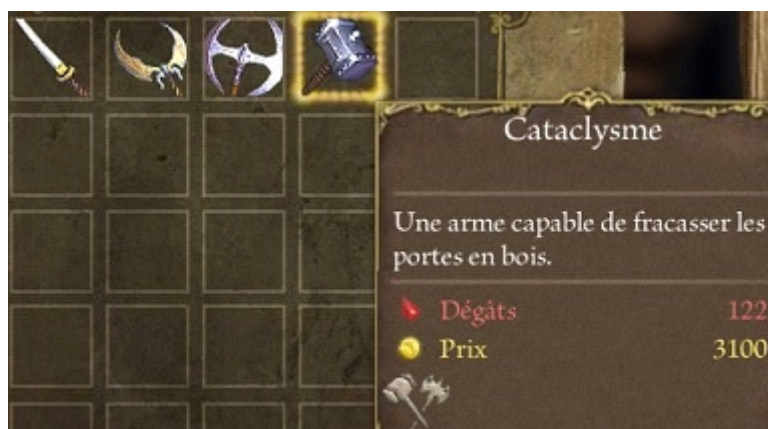 Cataclysme
Une arme capable de fracasser les
portes en bois.
Dégâts 122
Prix 3100